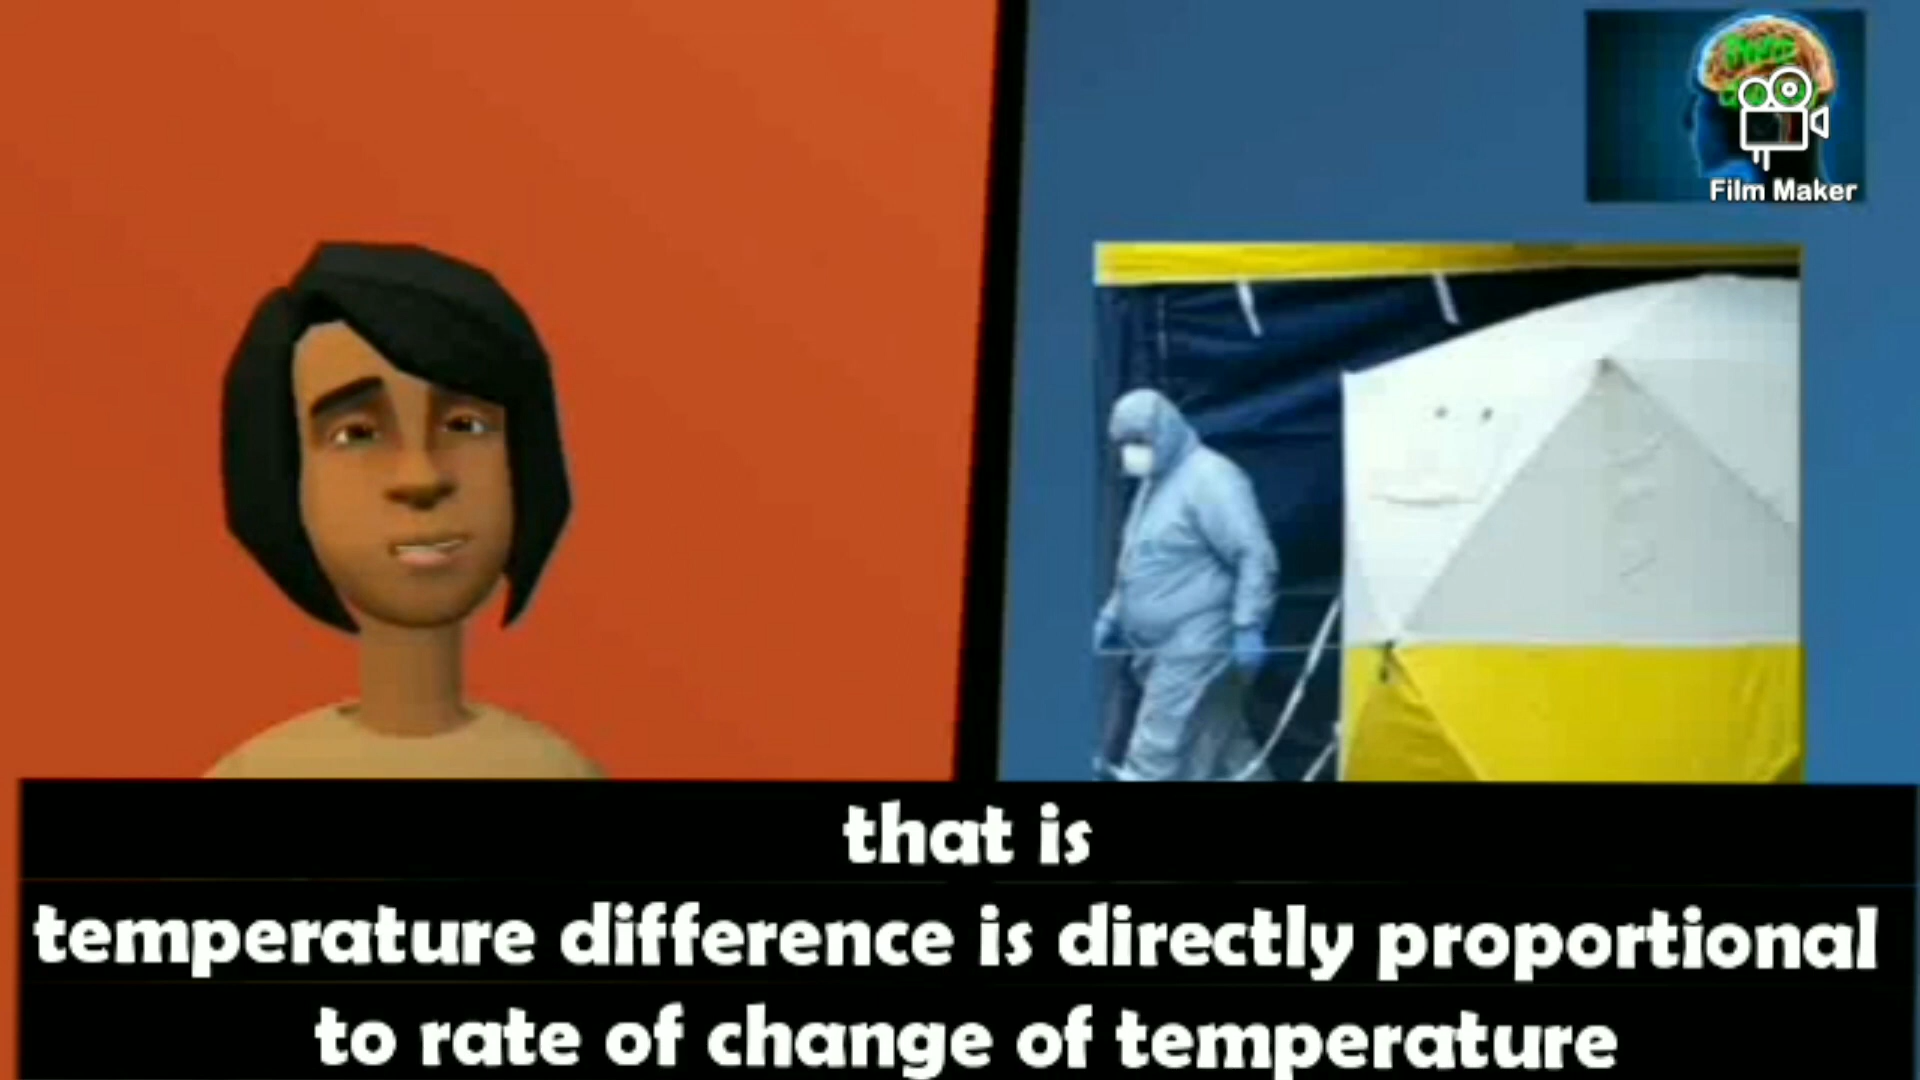 Film Maker
that is
temperature difference is directly proportional
to rate of change of temperature